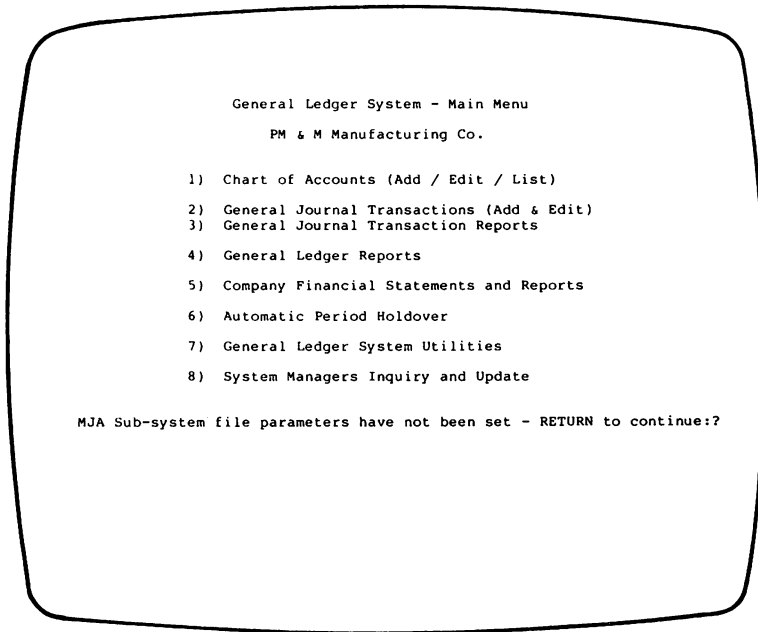 General Ledger System - Main Menu
PM & M Manufacturing Co.
1) Chart of Accounts (Add / Edit / List)
2) General Journal Transactions (Add & Edit)
3) General Journal Transaction Reports
4) General Ledger Reports
5) Company Financial Statements and Reports
6) Automatic Period Holdover
7) General Ledger System Utilities
8) System Managers Inquiry and Update
MJA Sub-system file parameters have not been set - RETURN to continue:?